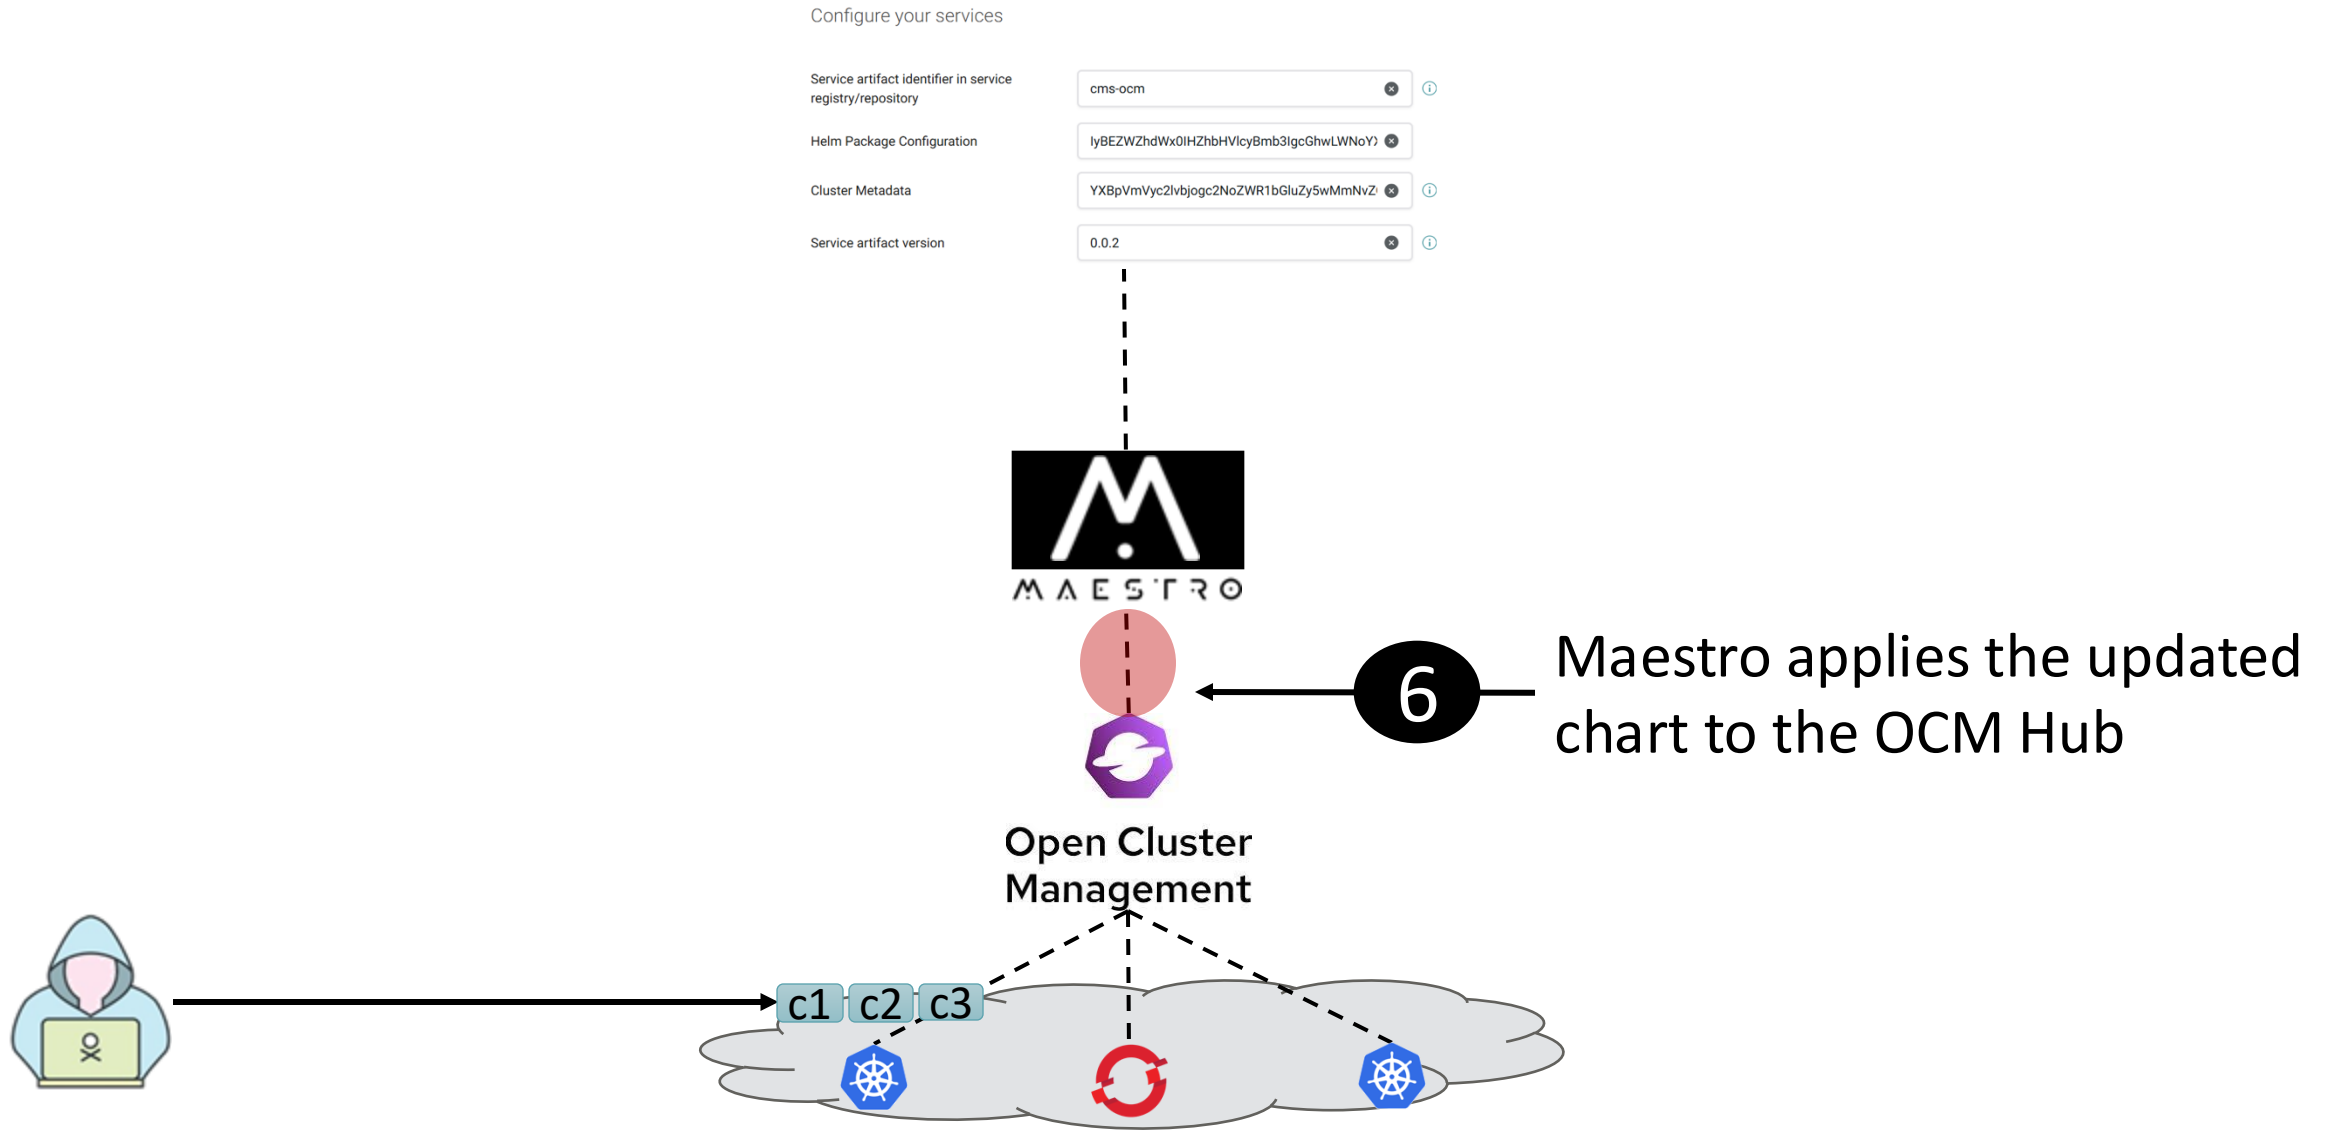 Configure your services
Service artifact identifier in service
registry/repository
cms-ocm
Helm Package Configuration
IyBEZWZhdWx0IHZhbHVlcyBmb3IgcGhwLWNoY
Cluster Metadata
YXBpVmVyc2lvbjogc2NoZWR1bGluZy5wMmNvZ
Service artifact version
0.0.2
MAESTRO
6
Maestro applies the updated
chart to the OCM Hub
Open Cluster
Management
c1 c2 c3